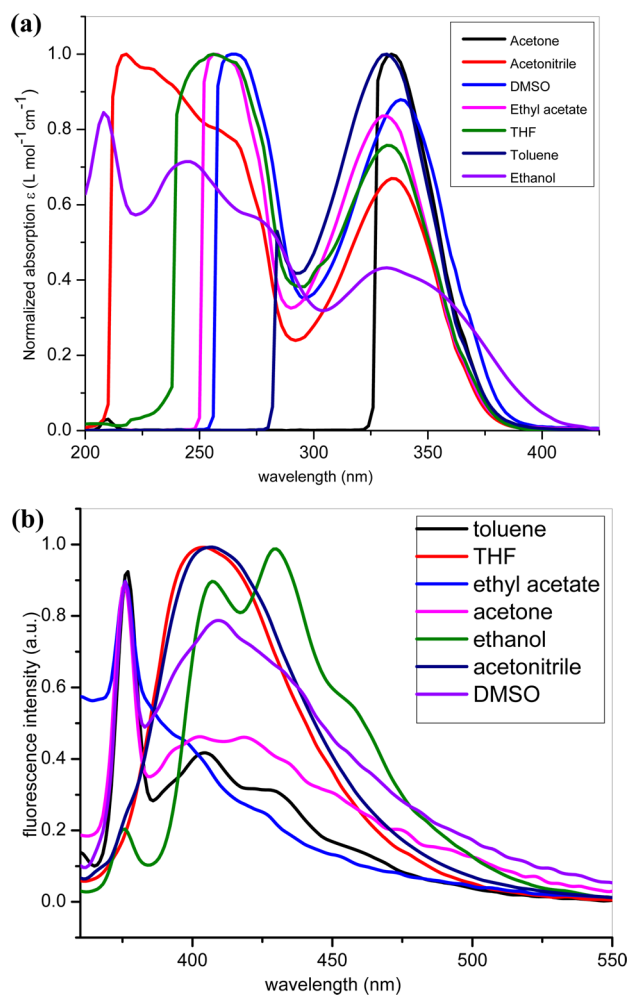 (a)
Normalized absorption ε (L mol⁻¹cm⁻¹)
1.0
0.8
0.6
0.4
0.2
0.0
Acetone
Acetonitrile
DMSO
Ethyl acetate
THF
Toluene
Ethanol
200 250 300 350 400
wavelength (nm)
(b)
fluorescence intensity (a.u.)
1.0
0.8
0.6
0.4
0.2
0.0
toluene
THF
ethyl acetate
acetone
ethanol
acetonitrile
DMSO
400 450 500 550
wavelength (nm)